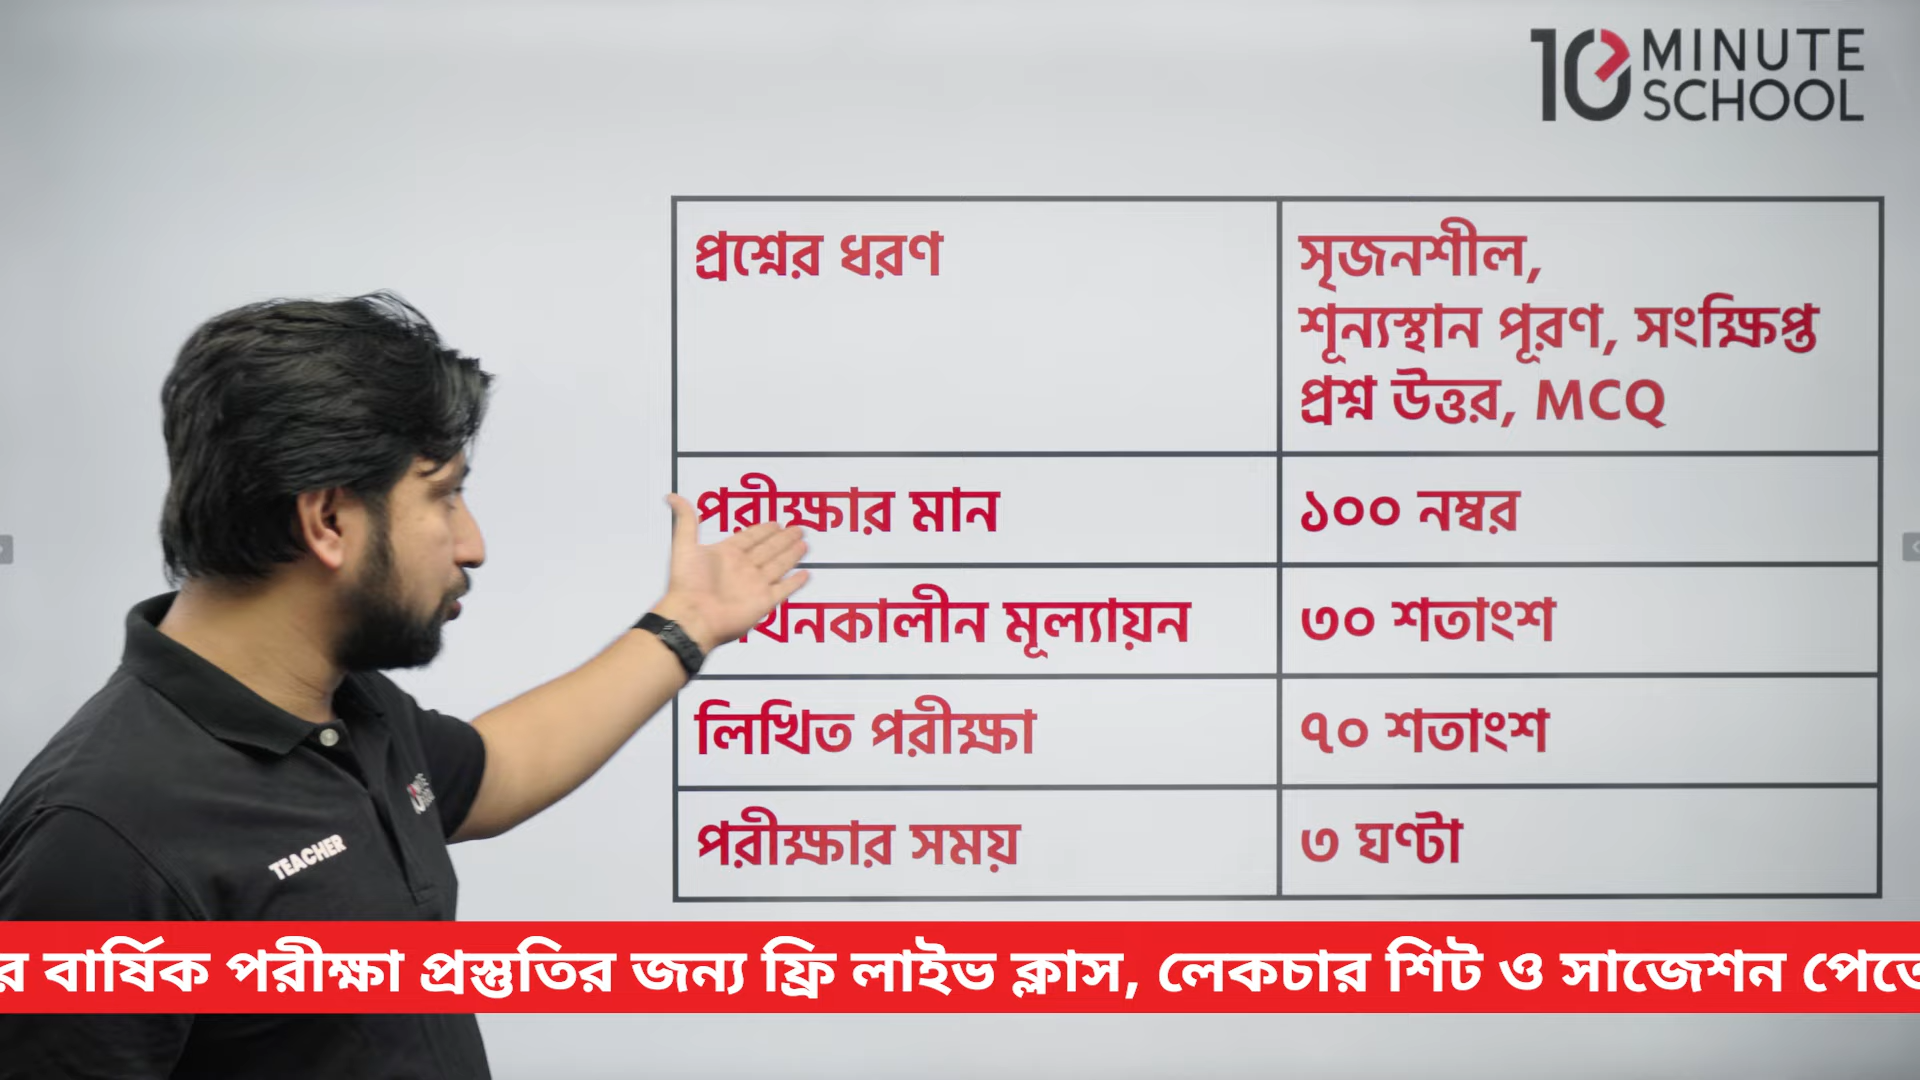 10 MINUTE
SCHOOL
প্রশ্নের ধরণ
সৃজনশীল,
শূন্যস্থান পূরণ, সংক্ষিপ্ত
প্রশ্ন উত্তর, MCQ
পরীক্ষার মান
১০০ নম্বর
মূল্যায়ন
৩০ শতাংশ
লিখিত পরীক্ষা
৭০ শতাংশ
পরীক্ষার সময়
৩ ঘণ্টা
TEACHER
র বার্ষিক পরীক্ষা প্রস্তুতির জন্য ফ্রি লাইভ ক্লাস, লেকচার শিট ও সাজেশন পেতে